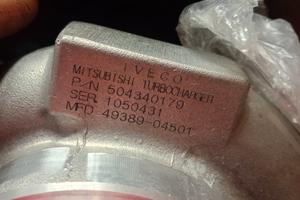 IVECO
MITSUBISHI TURBOCHARGER
P-N 504340179
SER. 1050431
MFD 49389-04501